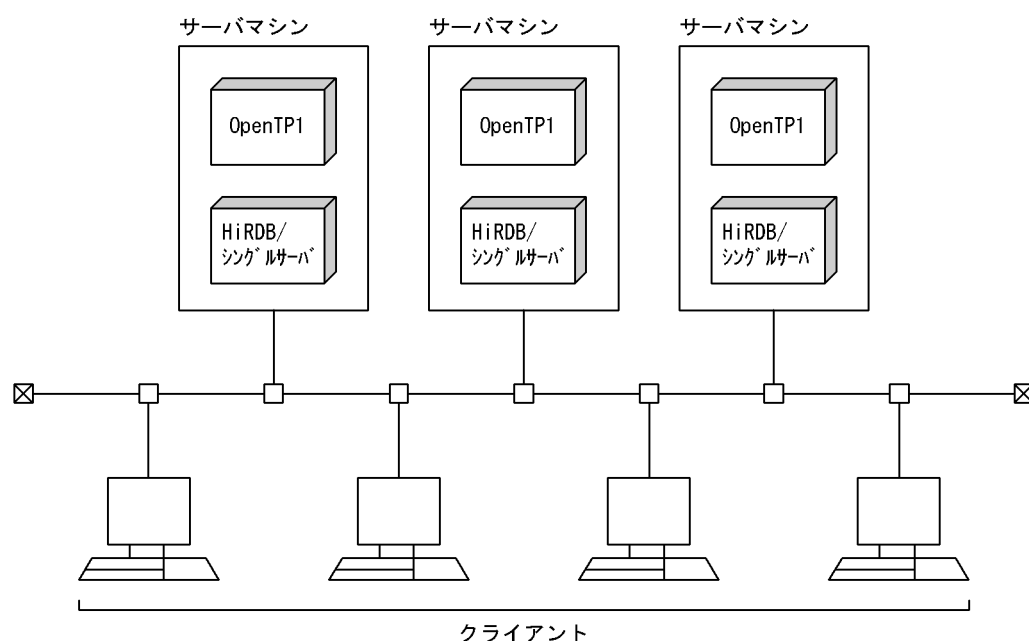 サーバマシン
サーバマシン
サーバマシン
OpenTP1
OpenTP1
OpenTP1
HiRDB/
ｼﾝｸﾞﾙｻｰﾊﾞ
HiRDB/
ｼﾝｸﾞﾙｻｰﾊﾞ
HiRDB/
ｼﾝｸﾞﾙｻｰﾊﾞ
クライアント